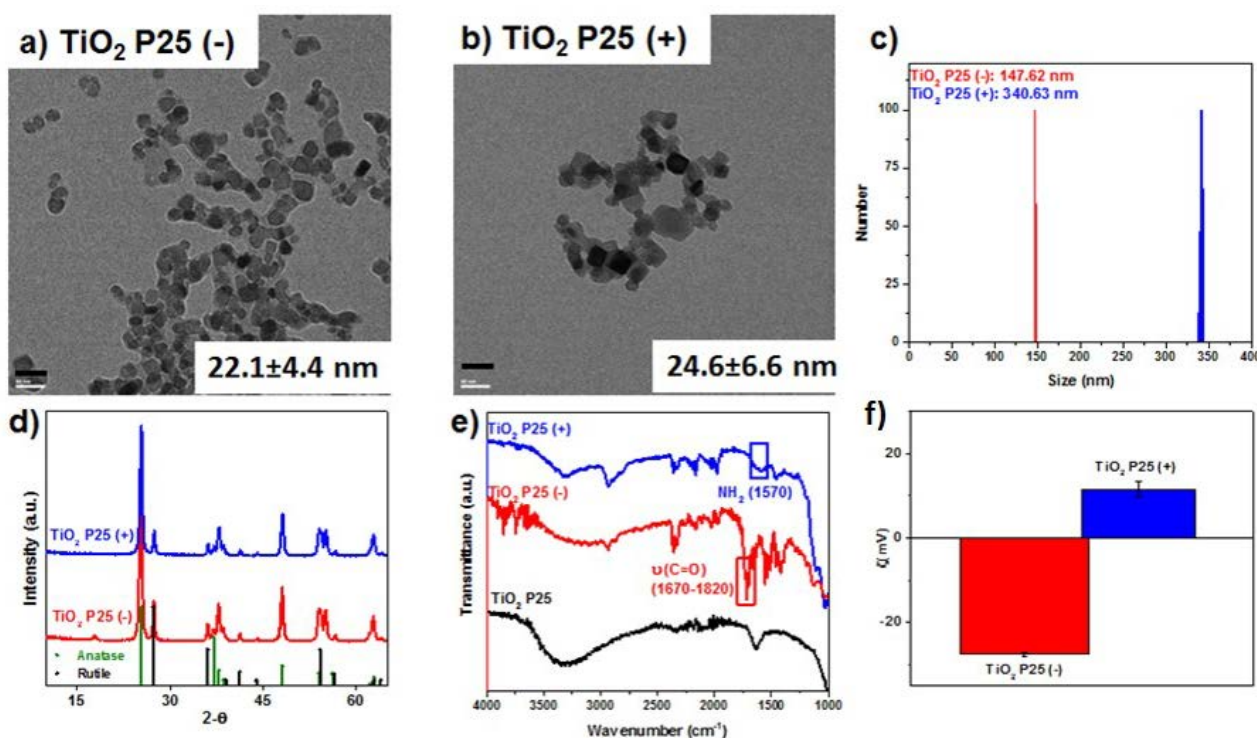 a) TiO2 P25 (-)
22.1±4.4 nm
b) TiO2 P25 (+)
24.6±6.6 nm
c)
TiO2 P25 (-): 147.62 nm
TiO2 P25 (+): 340.63 nm
Number
100
75
50
25
0
0 50 100 150 200 250 300 350 400
Size (nm)
d)
Intensity (a.u.)
TiO2 P25 (+)
TiO2 P25 (-)
Anatase
Rutile
15 30 45 60
2-θ
e)
Transmittance (a.u.)
TiO2 P25 (+)
NH2 (1570)
TiO2 P25 (-)
υ(C=O)
(1670-1820)
TiO2 P25
4000 3500 3000 2500 2000 1500 1000
Wavenumber (cm-1)
f)
ζ(mV)
20
0
-20
TiO2 P25 (+)
TiO2 P25 (-)